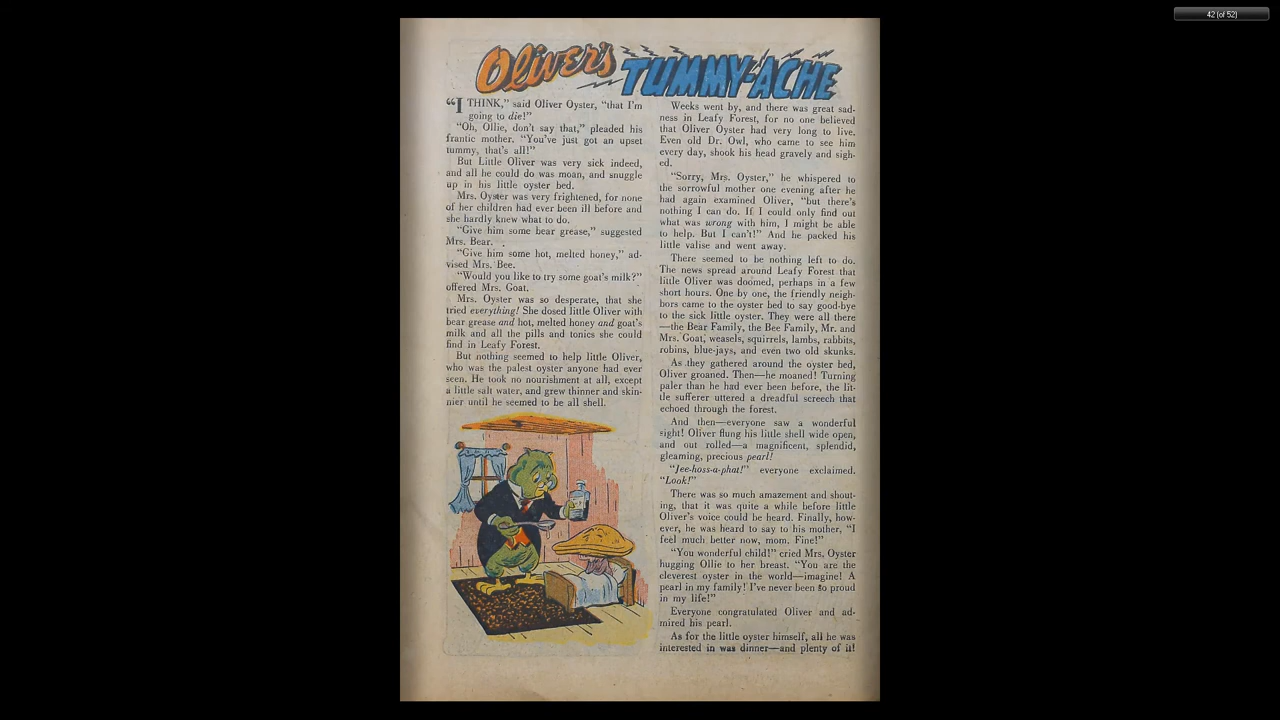 42 (of 52)
Oliver's TUMMY-ACHE
"I THINK," said Oliver Oyster, "that I'm
going to die!"
"Oh, Ollie, don't say that," pleaded his
frantic mother. "You've just got an upset
tummy, that's all!"
But Little Oliver was very sick indeed,
and all he could do was moan, and snuggle
up in his little oyster bed.
Mrs. Oyster was very frightened, for none
of her children had ever been ill before and
she hardly knew what to do.
"Give him some bear grease," suggested
Mrs. Bear.
"Give him some hot, melted honey," ad-
vised Mrs. Bee.
"Would you like to try some goat's milk?"
offered Mrs. Goat.
Mrs. Oyster was so desperate, that she
tried everything! She dosed little Oliver with
bear grease and hot, melted honey and goat's
milk and all the pills and tonics she could
find in Leafy Forest.
But nothing seemed to help little Oliver,
who was the palest oyster anyone had ever
seen. He took no nourishment at all, except
a little salt water, and grew thinner and skin-
nier until he seemed to be all shell.
Weeks went by, and there was great sad-
ness in Leafy Forest, for no one believed
that Oliver Oyster had very long to live.
Even old Dr. Owl, who came to see him
every day, shook his head gravely and sigh-
ed.
"Sorry, Mrs. Oyster," he whispered to
the sorrowful mother one evening after he
had again examined Oliver, "but there's
nothing I can do. If I could only find out
what was wrong with him, I might be able
to help. But I can't!" And he packed his
little valise and went away.
There seemed to be nothing left to do.
The news spread around Leafy Forest that
little Oliver was doomed, perhaps in a few
short hours. One by one, the friendly neigh-
bors came to the oyster bed to say good-bye
to the sick little oyster. They were all there
—the Bear Family, the Bee Family, Mr. and
Mrs. Goat, weasels, squirrels, lambs, rabbits,
robins, blue-jays, and even two old skunks.
As they gathered around the oyster bed,
Oliver groaned. Then—he moaned! Turning
paler than he had ever been before, the lit-
tle sufferer uttered a dreadful screech that
echoed through the forest.
And then—everyone saw a wonderful
sight! Oliver flung his little shell wide open,
and out rolled—a magnificent, splendid,
gleaming, precious pearl!
"Jee-hoss-a-phat!" everyone exclaimed.
"Look!"
There was so much amazement and shout-
ing, that it was quite a while before little
Oliver's voice could be heard. Finally, how-
ever, he was heard to say to his mother, "I
feel much better now, mom. Fine!"
"You wonderful child!" cried Mrs. Oyster
hugging Ollie to her breast. "You are the
cleverest oyster in the world—imagine! A
pearl in my family! I've never been so proud
in my life!"
Everyone congratulated Oliver and ad-
mired his pearl.
As for the little oyster himself, all he was
interested in was dinner—and plenty of it!